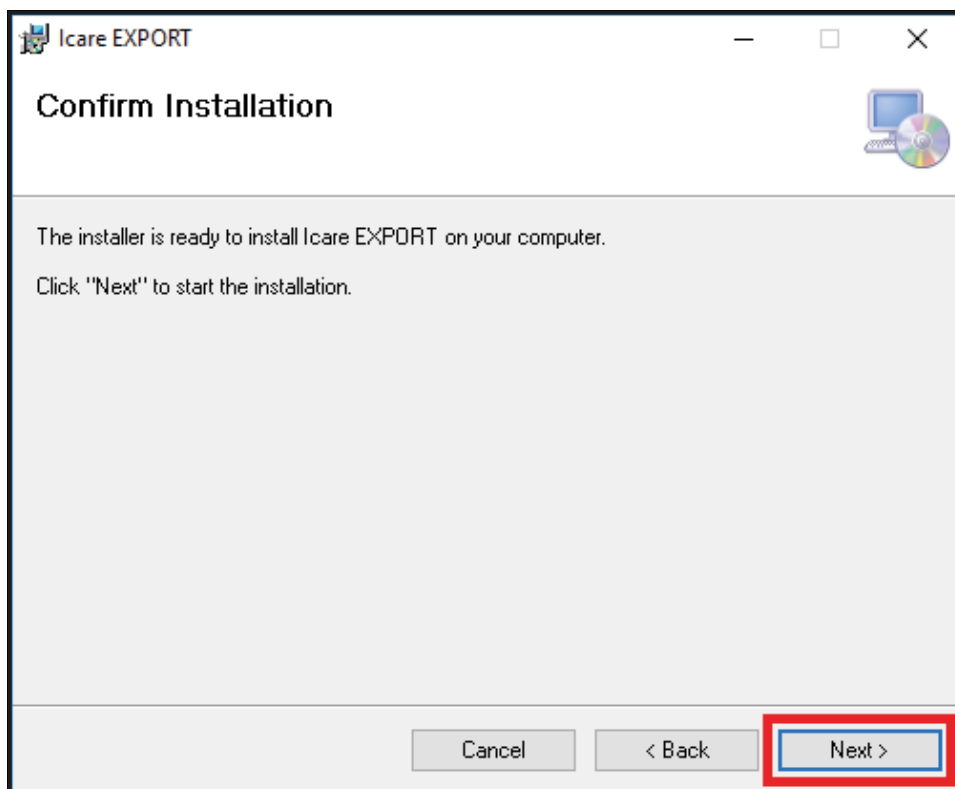 Icare EXPORT
Confirm Installation
The installer is ready to install Icare EXPORT on your computer.
Click "Next" to start the installation.
Cancel
< Back
Next >